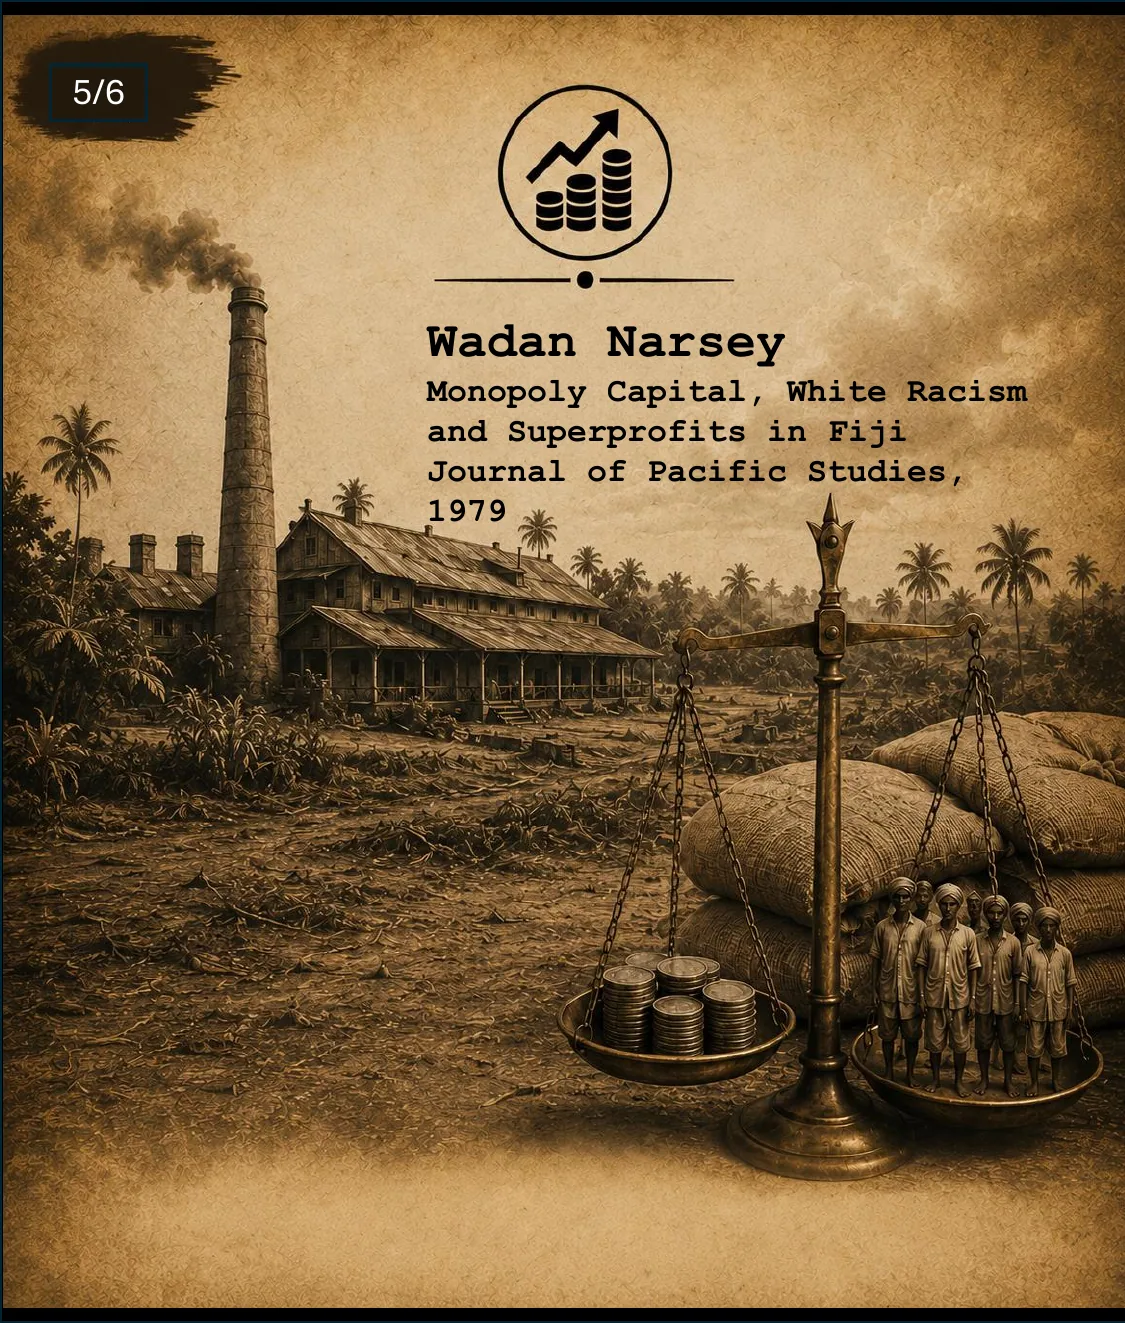 5/6
Wadan Narsey
Monopoly Capital, White Racism
and Superprofits in Fiji
Journal of Pacific Studies,
1979